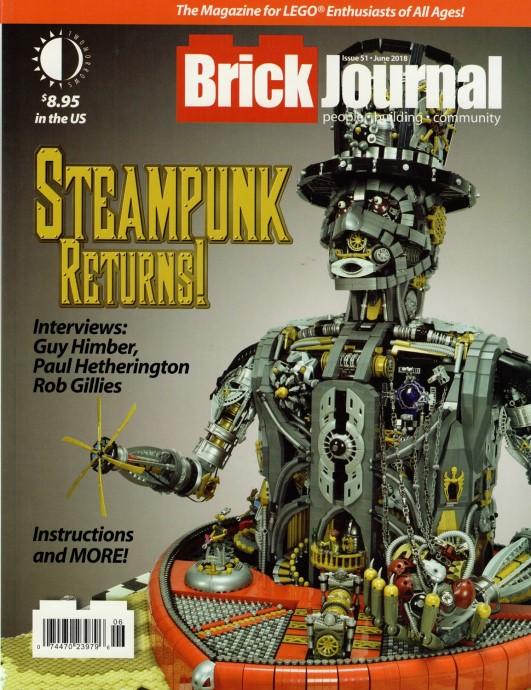 The Magazine for LEGO® Enthusiasts of All Ages!
TWOMORROWS
$8.95
in the US
Issue 51 • June 2018
Brick Journal
people • building • community
STEAMPUNK
RETURNS!
Interviews:
Guy Himber,
Paul Hetherington
Rob Gillies
Instructions
and MORE!
06
0 74470 23979 6